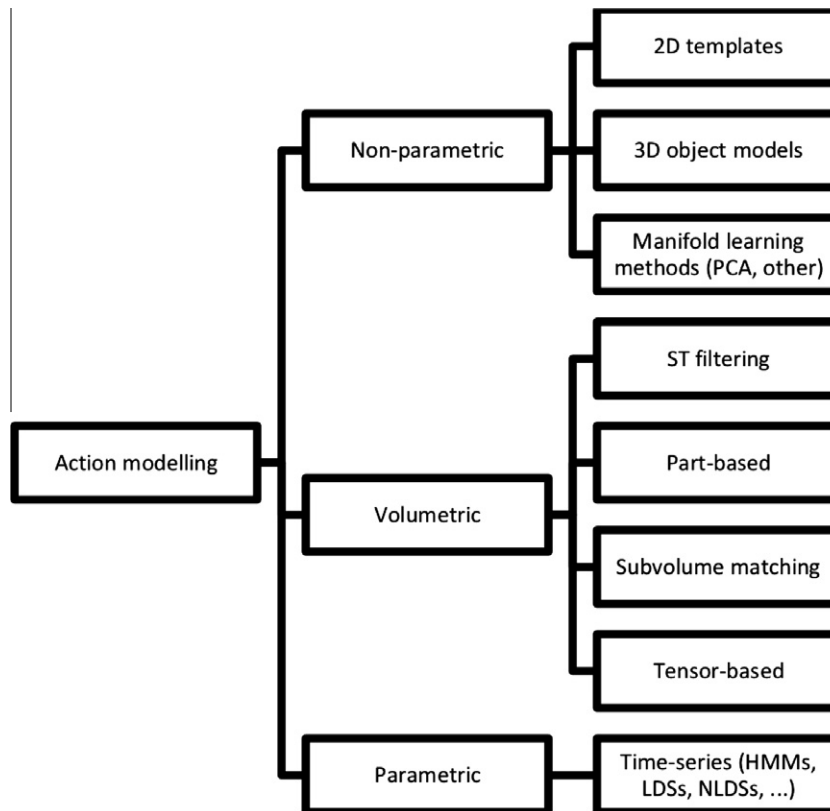 2D templates
Non-parametric
3D object models
Manifold learning
methods (PCA, other)
ST filtering
Action modelling
Part-based
Volumetric
Subvolume matching
Tensor-based
Parametric
Time-series (HMMs,
LDSs, NLDSs, ...)